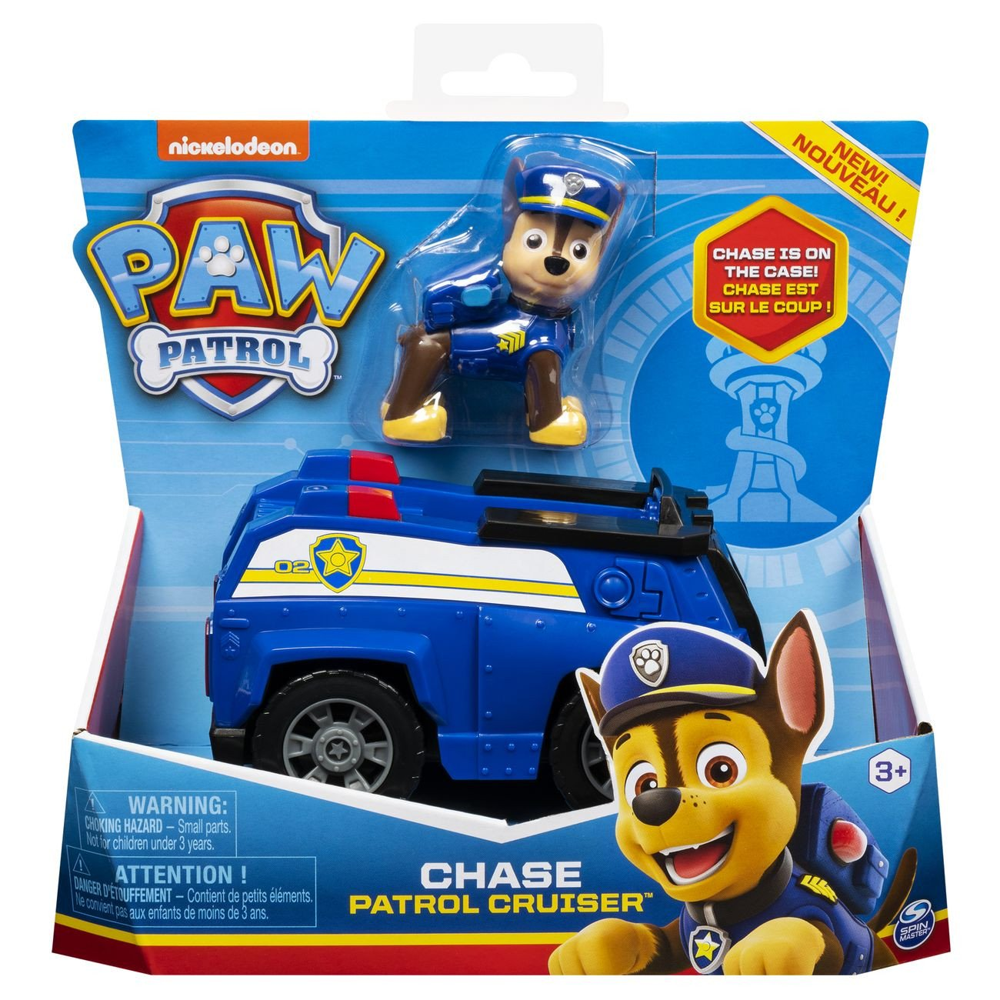 nickelodeon
PAW
PATROL
™
NEW!
NOUVEAU !
CHASE IS ON
THE CASE!
CHASE EST
SUR LE COUP !
02
3+
WARNING:
CHOKING HAZARD – Small parts.
Not for children under 3 years.
ATTENTION !
DANGER D'ÉTOUFFEMENT – Contient de petits éléments.
Ne convient pas aux enfants de moins de 3 ans.
CHASE
PATROL CRUISER™
SPIN
MASTER™